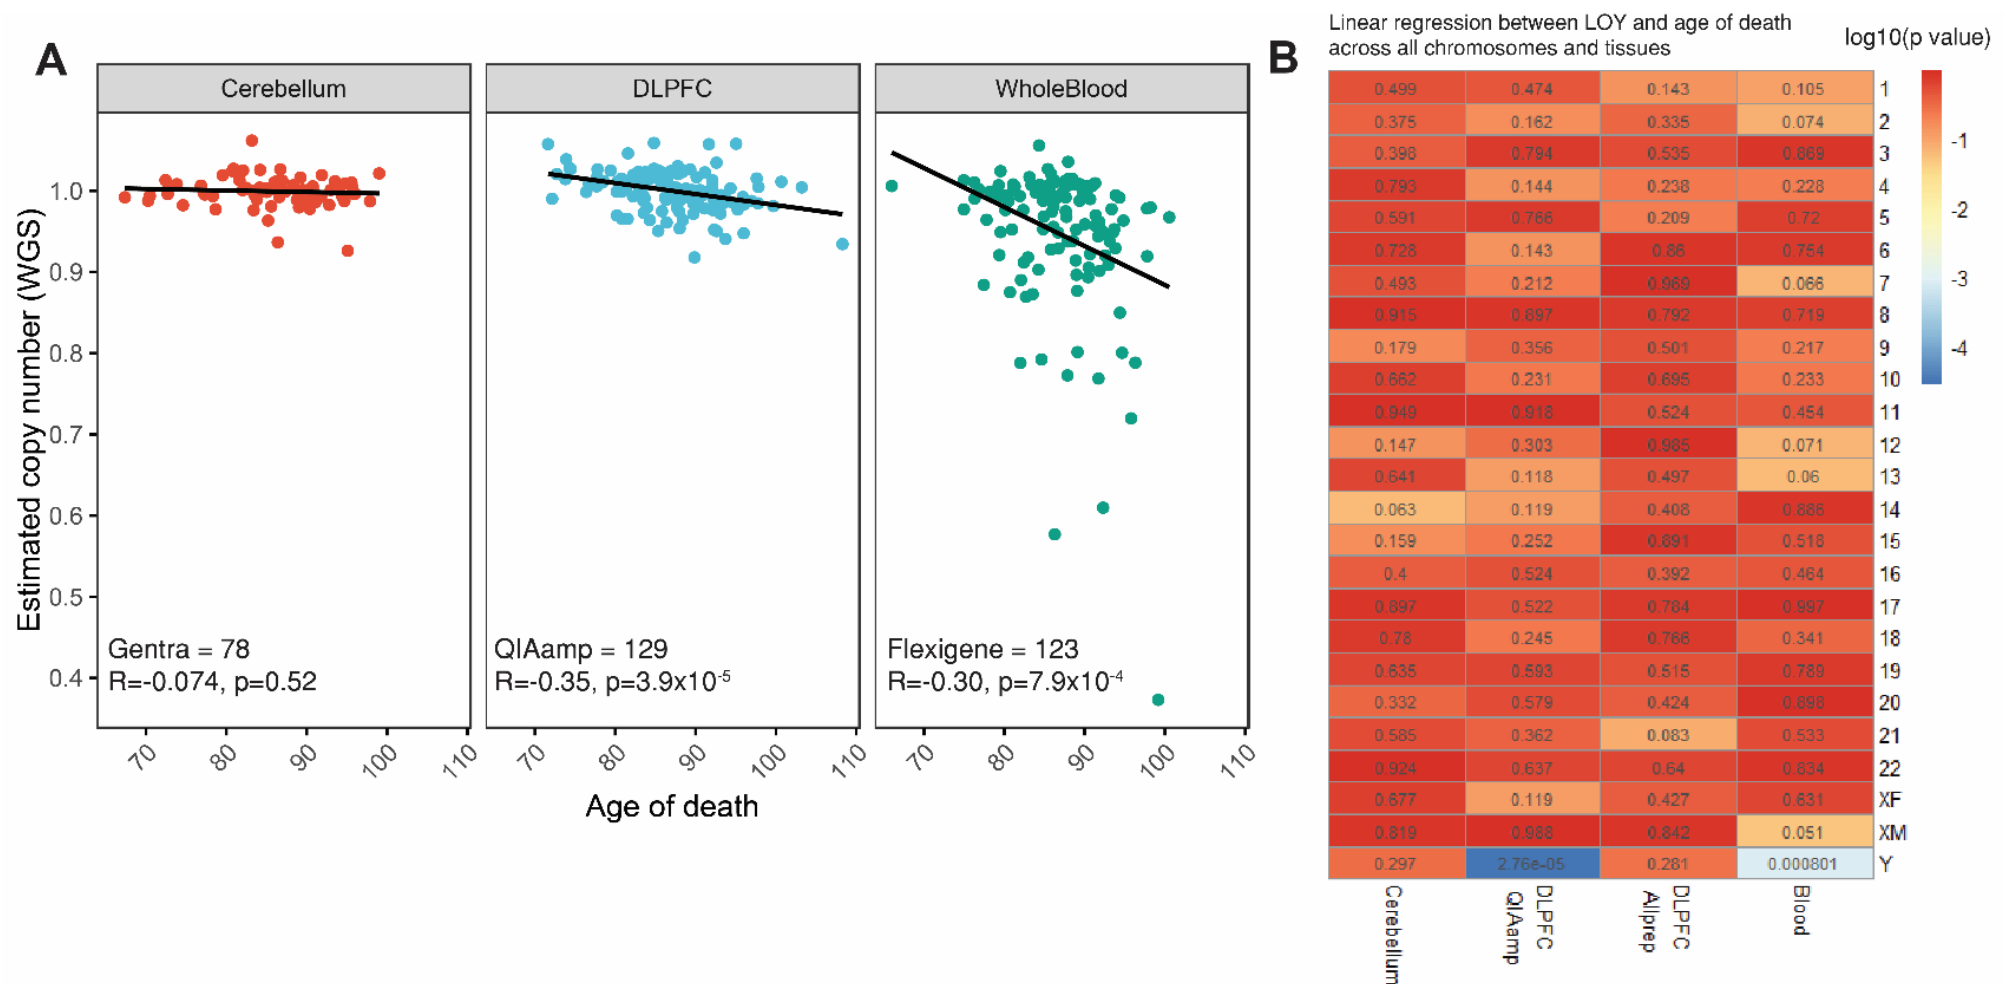 A
Cerebellum
DLPFC
WholeBlood
Estimated copy number (WGS)
1.0
0.9
0.8
0.7
0.6
0.5
0.4
Gentra = 78
R=-0.074, p=0.52
QIAamp = 129
R=-0.35, p=3.9x10⁻⁵
Flexigene = 123
R=-0.30, p=7.9x10⁻⁴
70 80 90 100 110
70 80 90 100 110
70 80 90 100 110
Age of death
B
Linear regression between LOY and age of death
across all chromosomes and tissues
log10(p value)
-1
-2
-3
-4
0.499 0.474 0.143 0.105 1
0.375 0.162 0.335 0.074 2
0.398 0.794 0.535 0.869 3
0.793 0.144 0.238 0.228 4
0.591 0.766 0.209 0.72 5
0.728 0.143 0.86 0.754 6
0.493 0.212 0.969 0.066 7
0.915 0.897 0.792 0.719 8
0.179 0.356 0.501 0.217 9
0.662 0.231 0.695 0.233 10
0.949 0.918 0.524 0.454 11
0.147 0.303 0.985 0.071 12
0.641 0.118 0.497 0.06 13
0.063 0.119 0.408 0.886 14
0.159 0.252 0.891 0.518 15
0.4 0.524 0.392 0.464 16
0.897 0.522 0.784 0.997 17
0.78 0.245 0.766 0.341 18
0.635 0.593 0.515 0.789 19
0.332 0.579 0.424 0.898 20
0.585 0.362 0.083 0.533 21
0.924 0.637 0.64 0.834 22
0.677 0.119 0.427 0.631 XF
0.819 0.988 0.842 0.051 XM
0.297 2.76e-05 0.281 0.000801 Y
Cerebellum
DLPFC
QIAamp
DLPFC
Allprep
Blood